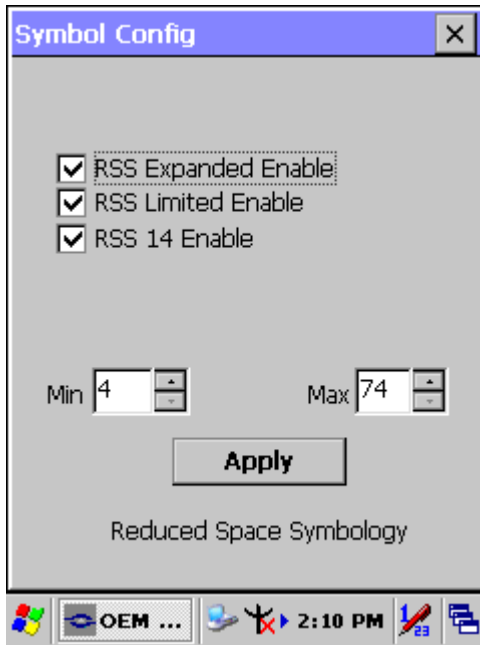 Symbol Config
RSS Expanded Enable
RSS Limited Enable
RSS 14 Enable
Min 4 Max 74
Apply
Reduced Space Symbology
OEM ... 2:10 PM 123